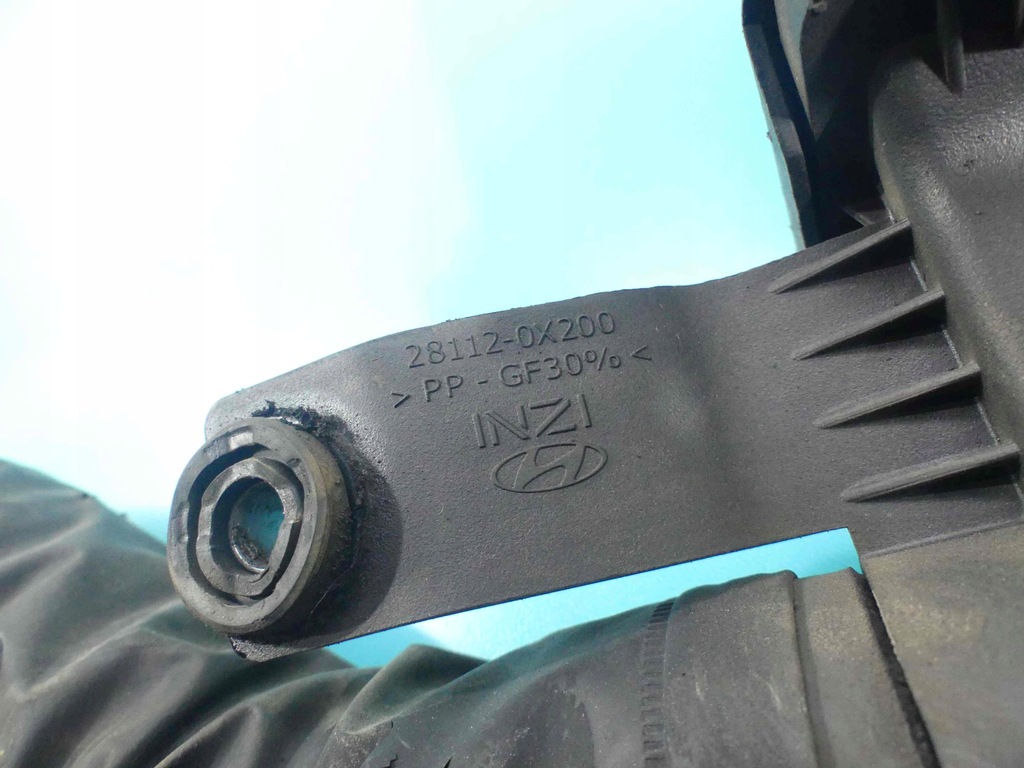 28112-0X200
> PP - GF30% <
INZI